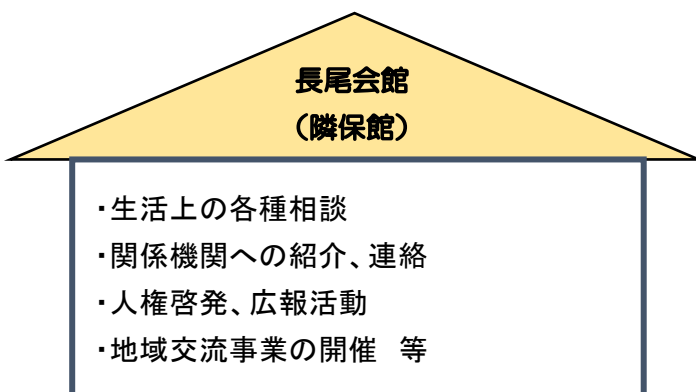 長尾会館
（隣保館）
・生活上の各種相談
・関係機関への紹介、連絡
・人権啓発、広報活動
・地域交流事業の開催　等